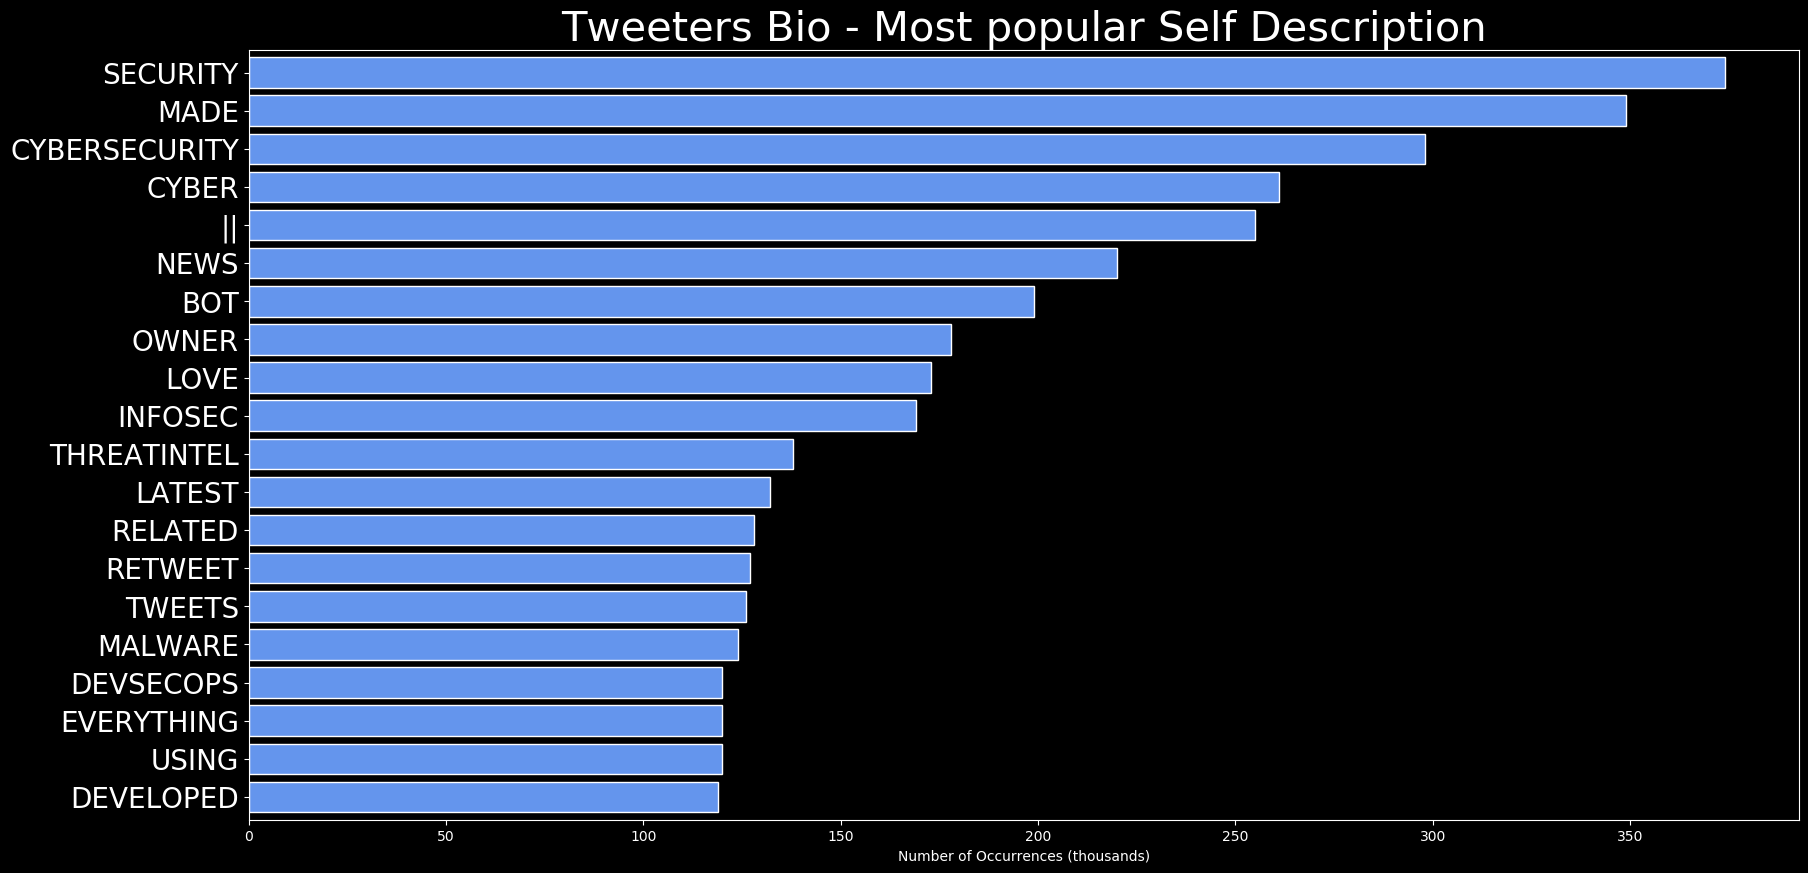 Tweeters Bio - Most popular Self Description
SECURITY
MADE
CYBERSECURITY
CYBER
||
NEWS
BOT
OWNER
LOVE
INFOSEC
THREATINTEL
LATEST
RELATED
RETWEET
TWEETS
MALWARE
DEVSECOPS
EVERYTHING
USING
DEVELOPED
0 50 100 150 200 250 300 350
Number of Occurrences (thousands)